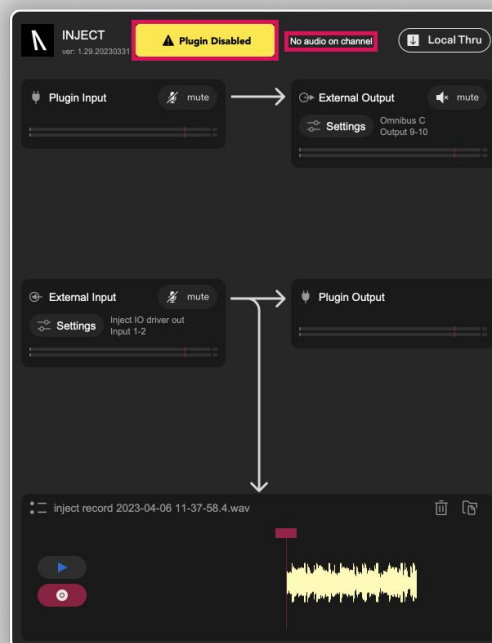 INJECT
ver: 1.29.20230331
Plugin Disabled
No audio on channel
Local Thru
Plugin Input
mute
External Output
mute
Settings
Omnibus C
Output 9-10
External Input
mute
Settings
Inject IO driver out
Input 1-2
Plugin Output
inject record 2023-04-06 11-37-58.4.wav